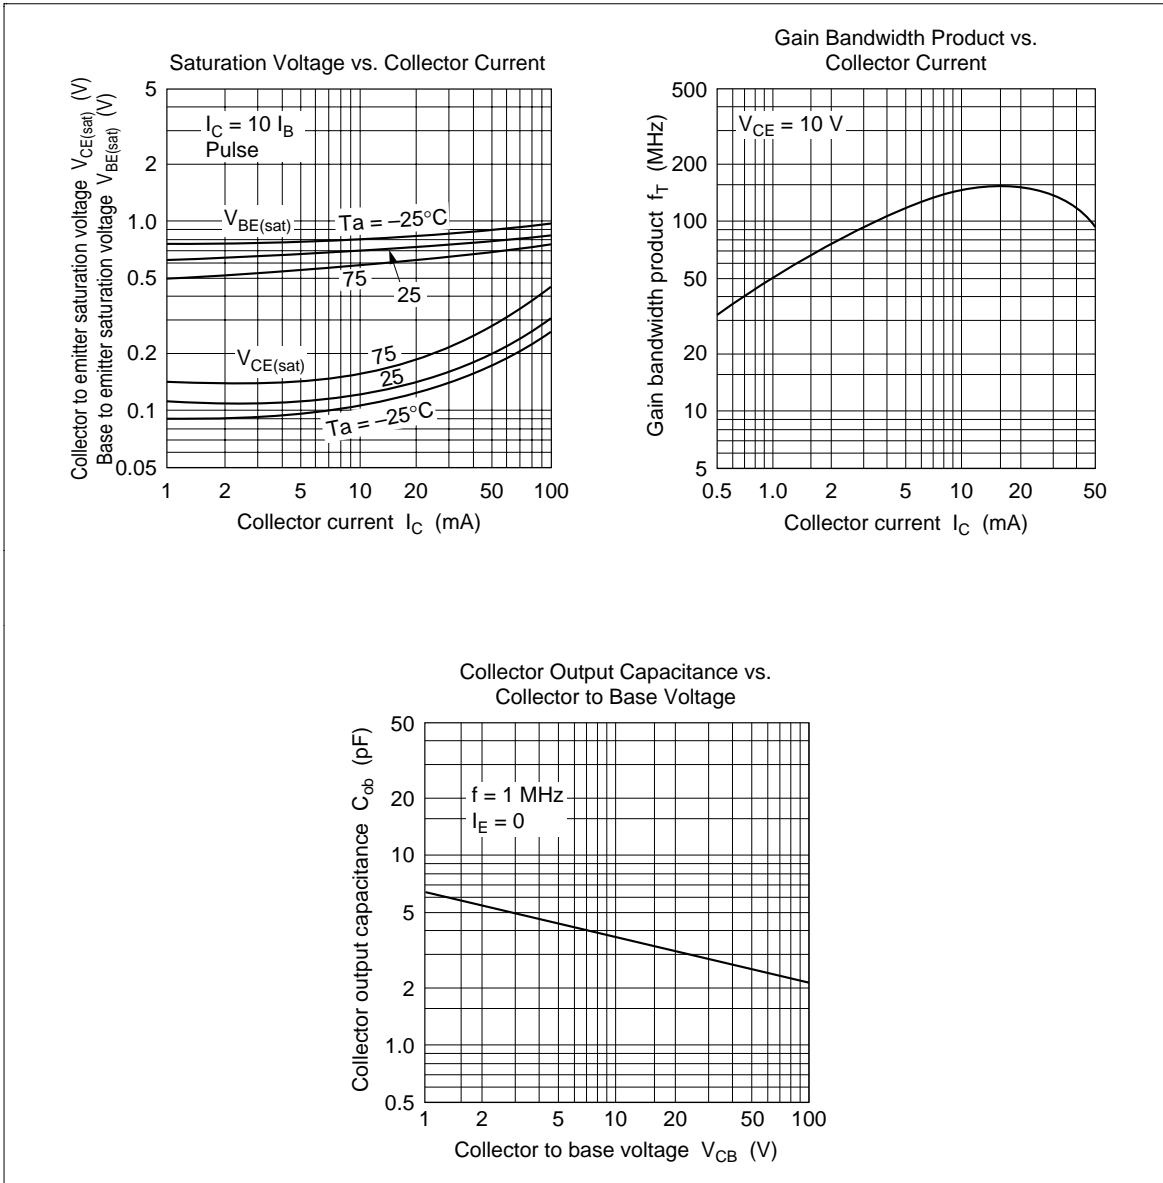 Saturation Voltage vs. Collector Current
Collector to emitter saturation voltage V_CE(sat) (V)
Base to emitter saturation voltage V_BE(sat) (V)
5
2
1.0
0.5
0.2
0.1
0.05
I_C = 10 I_B
Pulse
V_BE(sat)
Ta = –25°C
75
25
V_CE(sat)
75
25
Ta = –25°C
1 2 5 10 20 50 100
Collector current I_C (mA)
Gain Bandwidth Product vs.
Collector Current
Gain bandwidth product f_T (MHz)
500
200
100
50
20
10
5
V_CE = 10 V
0.5 1.0 2 5 10 20 50
Collector current I_C (mA)
Collector Output Capacitance vs.
Collector to Base Voltage
Collector output capacitance C_ob (pF)
50
20
10
5
2
1.0
0.5
f = 1 MHz
I_E = 0
1 2 5 10 20 50 100
Collector to base voltage V_CB (V)